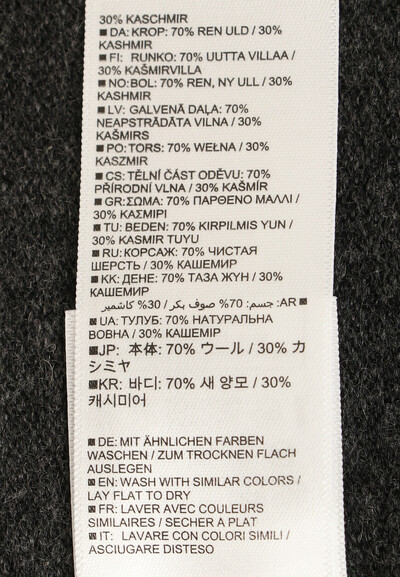 30% KASCHMIR
DA: KROP: 70% REN ULD / 30%
KASHMIR
FI: RUNKO: 70% UUTTA VILLAA /
30% KAŠMIRVILLA
NO:BOL: 70% REN, NY ULL / 30%
KASHMIR
LV: GALVENĀ DAĻA: 70%
NEAPSTRĀDĀTA VILNA / 30%
KAŠMIRS
PO: TORS: 70% WEŁNA / 30%
KASZMIR
CS: TĚLNÍ ČÁST ODĚVU: 70%
PŘÍRODNÍ VLNA / 30% KAŠMÍR
GR:ΣΩΜΑ: 70% ΠΑΡΘΕΝΟ ΜΑΛΛΙ /
30% ΚΑΣΜΙΡΙ
TU: BEDEN: 70% KIRPILMIS YUN /
30% KASMIR TUYU
RU: КОРСАЖ: 70% ЧИСТАЯ
ШЕРСТЬ / 30% КАШЕМИР
KK: ДЕНЕ: 70% ТАЗА ЖҮН / 30%
КАШЕМИР
AR: جسم: 70% صوف بكر / 30% كاشمير
UA: ТУЛУБ: 70% НАТУРАЛЬНА
ВОВНА / 30% КАШЕМІР
JP: 本体: 70% ウール / 30% カ
シミヤ
KR: 바디: 70% 새 양모 / 30%
캐시미어
DE: MIT ÄHNLICHEN FARBEN
WASCHEN / ZUM TROCKNEN FLACH
AUSLEGEN
EN: WASH WITH SIMILAR COLORS /
LAY FLAT TO DRY
FR: LAVER AVEC COULEURS
SIMILAIRES / SECHER A PLAT
IT: LAVARE CON COLORI SIMILI /
ASCIUGARE DISTESO